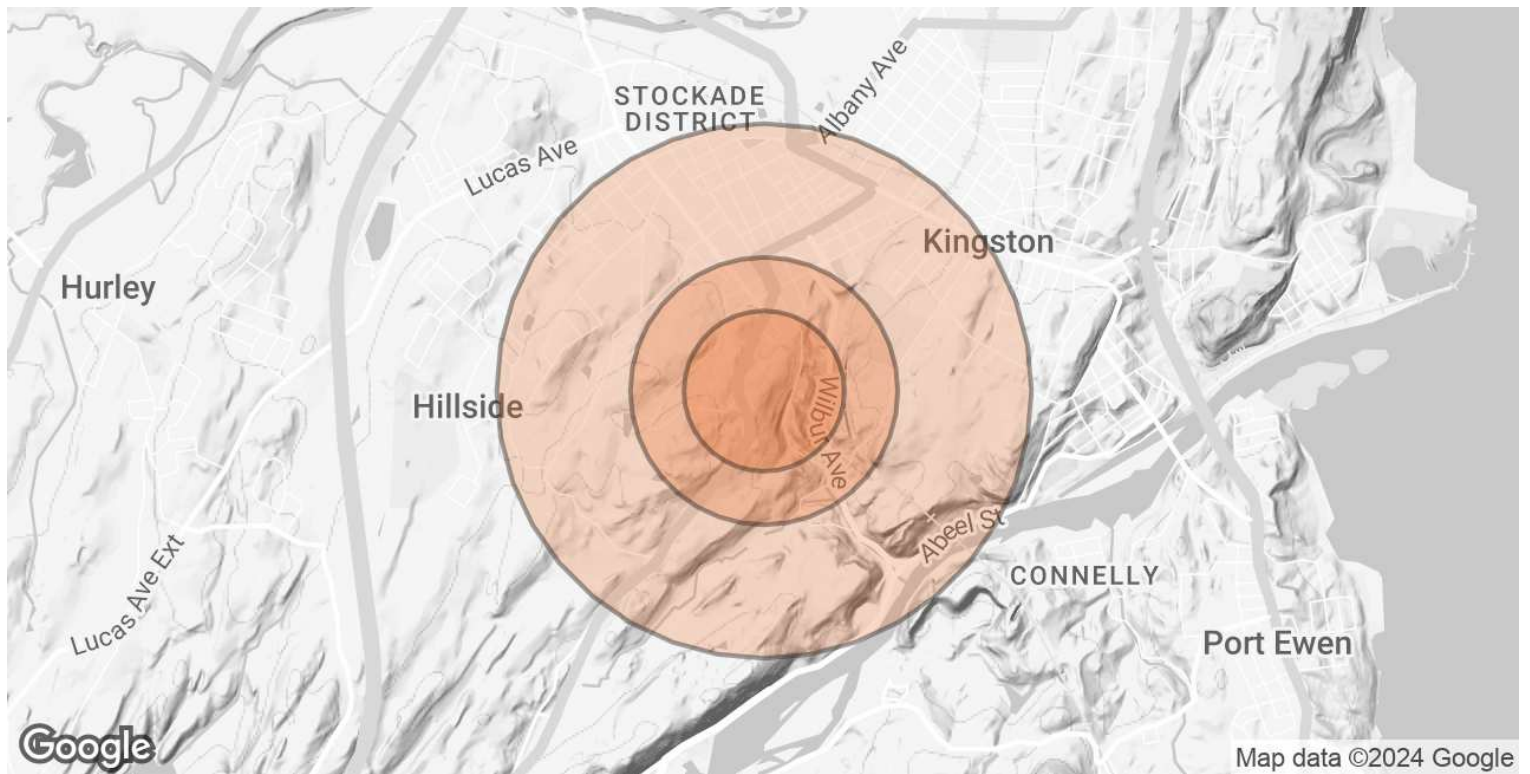 STOCKADE
DISTRICT
Albany Ave
Lucas Ave
Kingston
Hurley
Hillside
Wilbur Ave
Abeel St
CONNELLY
Lucas Ave Ext
Port Ewen
Google
Map data ©2024 Google